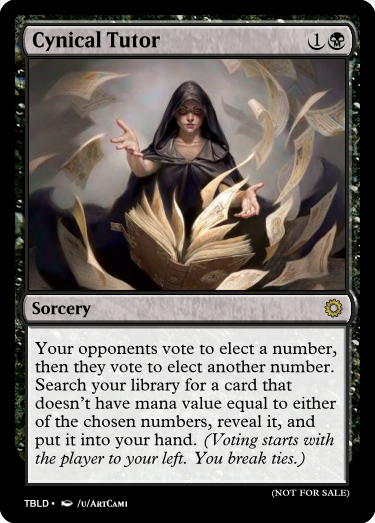 Cynical Tutor 1
Sorcery
Your opponents vote to elect a number,
then they vote to elect another number.
Search your library for a card that
doesn't have mana value equal to either
of the chosen numbers, reveal it, and
put it into your hand. (Voting starts with
the player to your left. You break ties.)
(NOT FOR SALE)
TBLD • /U/ARTCAMI